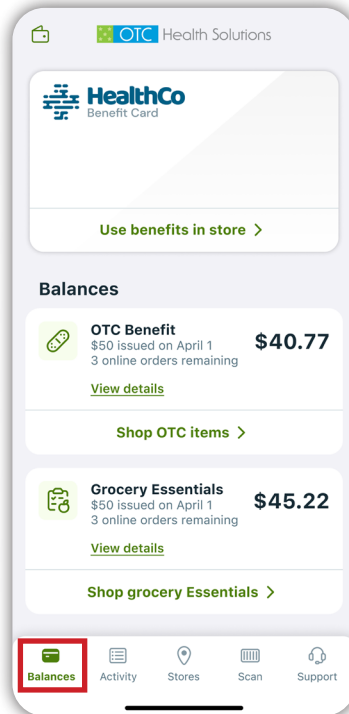 OTC Health Solutions
HealthCo
Benefit Card
Use benefits in store >
Balances
OTC Benefit
$50 issued on April 1
3 online orders remaining
$40.77
View details
Shop OTC items >
Grocery Essentials
$50 issued on April 1
3 online orders remaining
$45.22
View details
Shop grocery Essentials >
Balances
Activity
Stores
Scan
Support